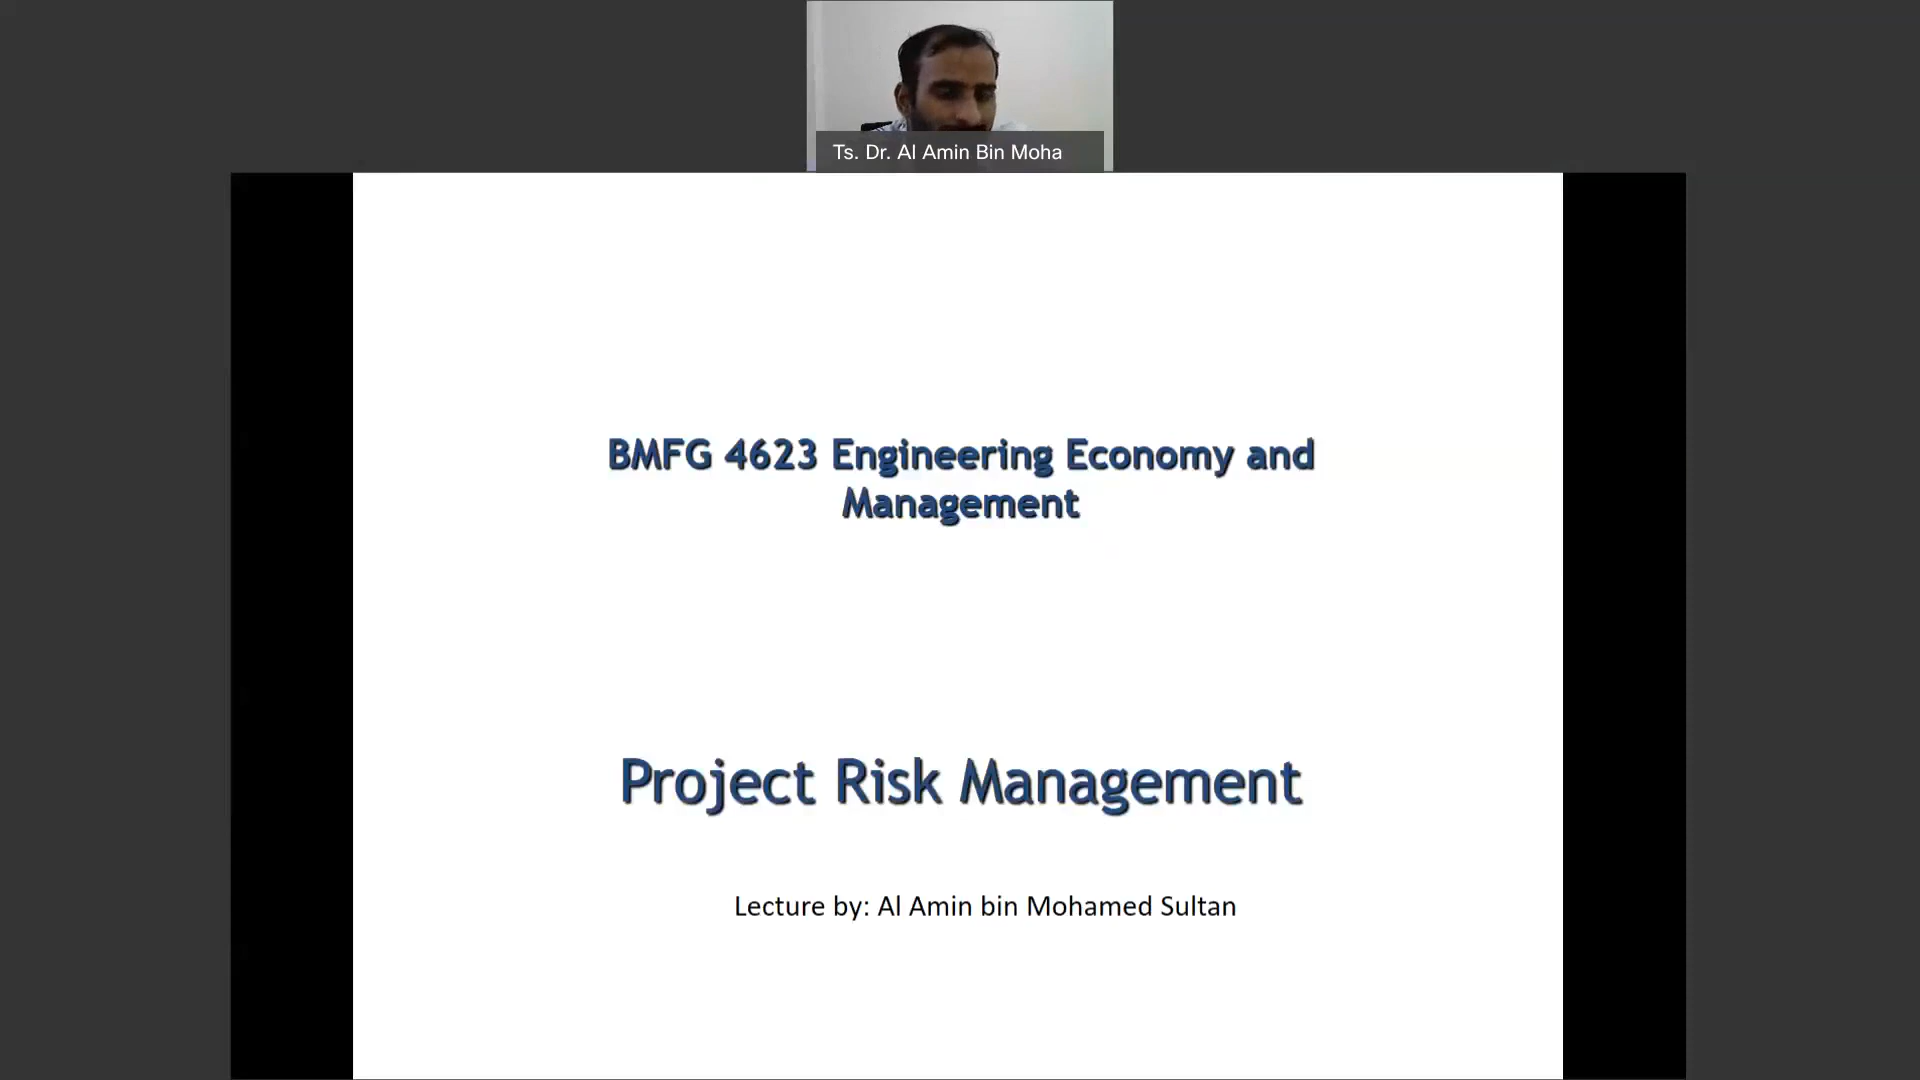 Ts. Dr. Al Amin Bin Moha
BMFG 4623 Engineering Economy and
Management
Project Risk Management
Lecture by: Al Amin bin Mohamed Sultan